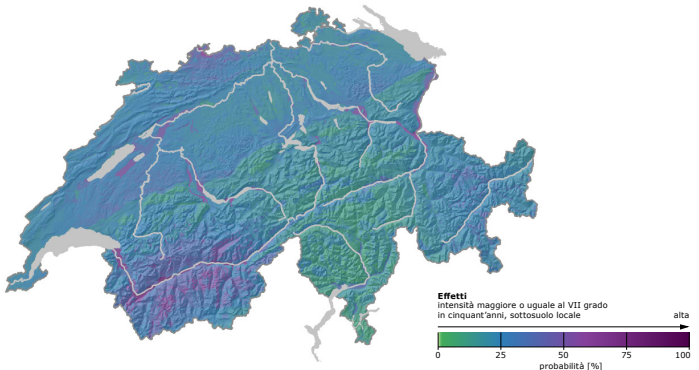 Effetti
intensità maggiore o uguale al VII grado
in cinquant'anni, sottosuolo locale alta
0 25 50 75 100
probabilità [%]